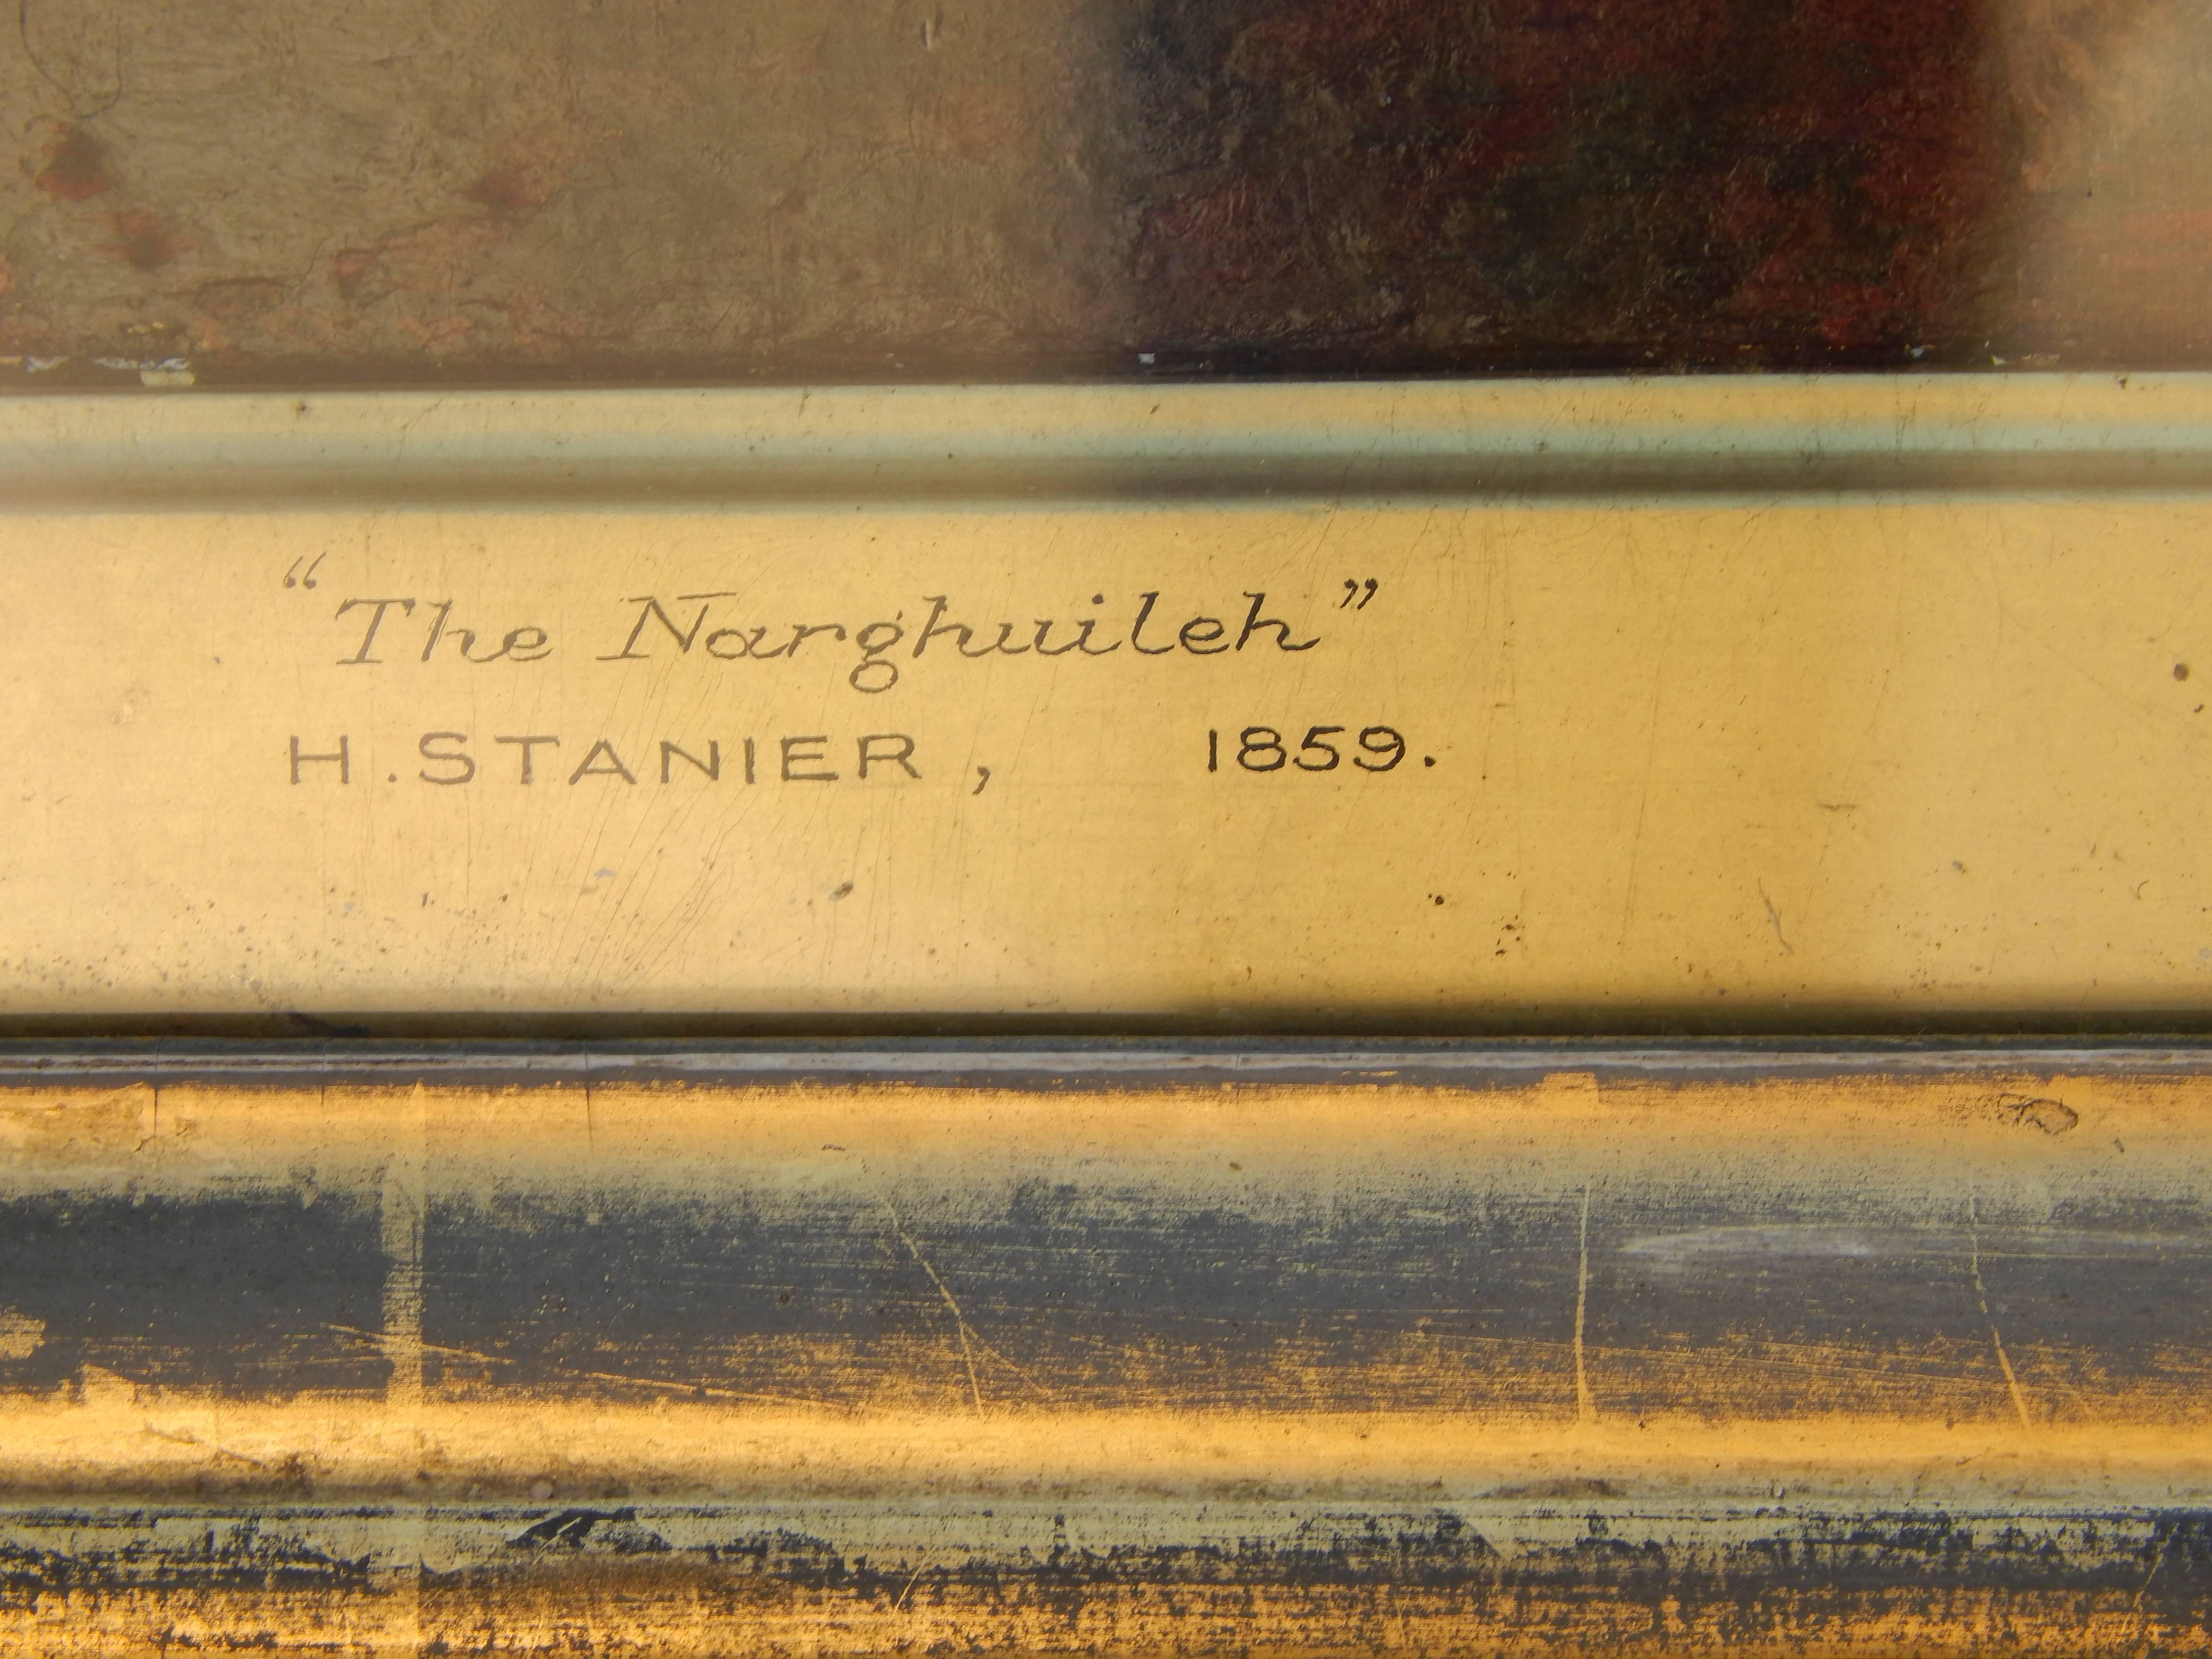 “The Narghuileh”
H. STANIER, 1859.